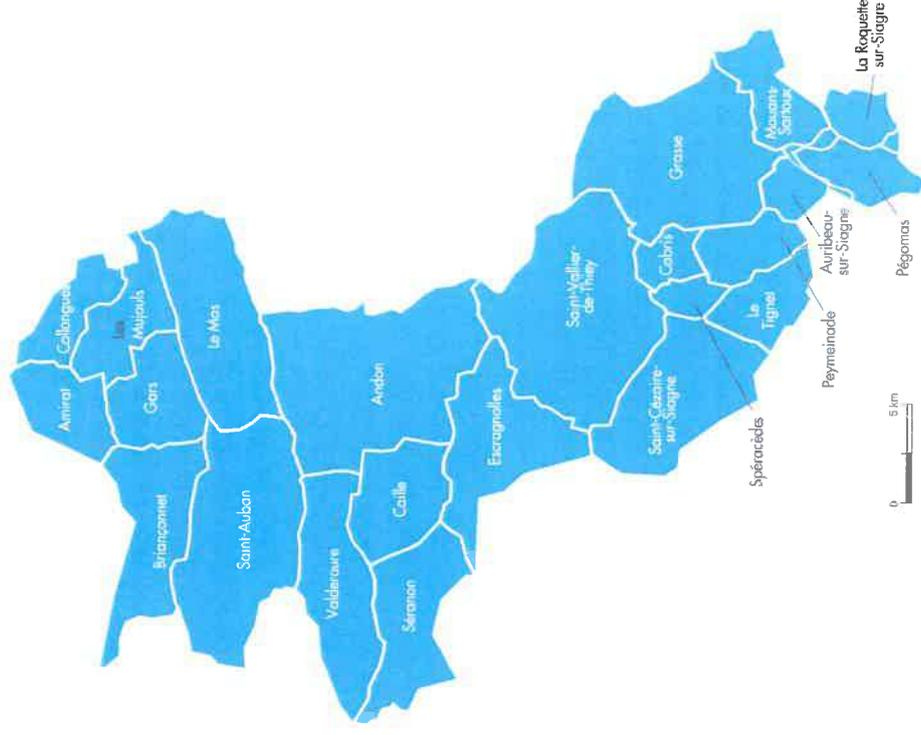 Collongues
Amirat
Les
Mujouls
Gars
Le Mas
Briançonnet
Saint-Auban
Andon
Valderoure
Caille
Séranon
Escragnolles
Saint-Vallier
de-Thiey
Grasse
Mouans-
Sartoux
La Roquette
sur-Siagne
Cabris
Saint-Cézaire-
sur-Siagne
Le
Tignet
Spéracèdes
Peymeinade
Auribeau-
sur-Siagne
Pégomas
0 5 km